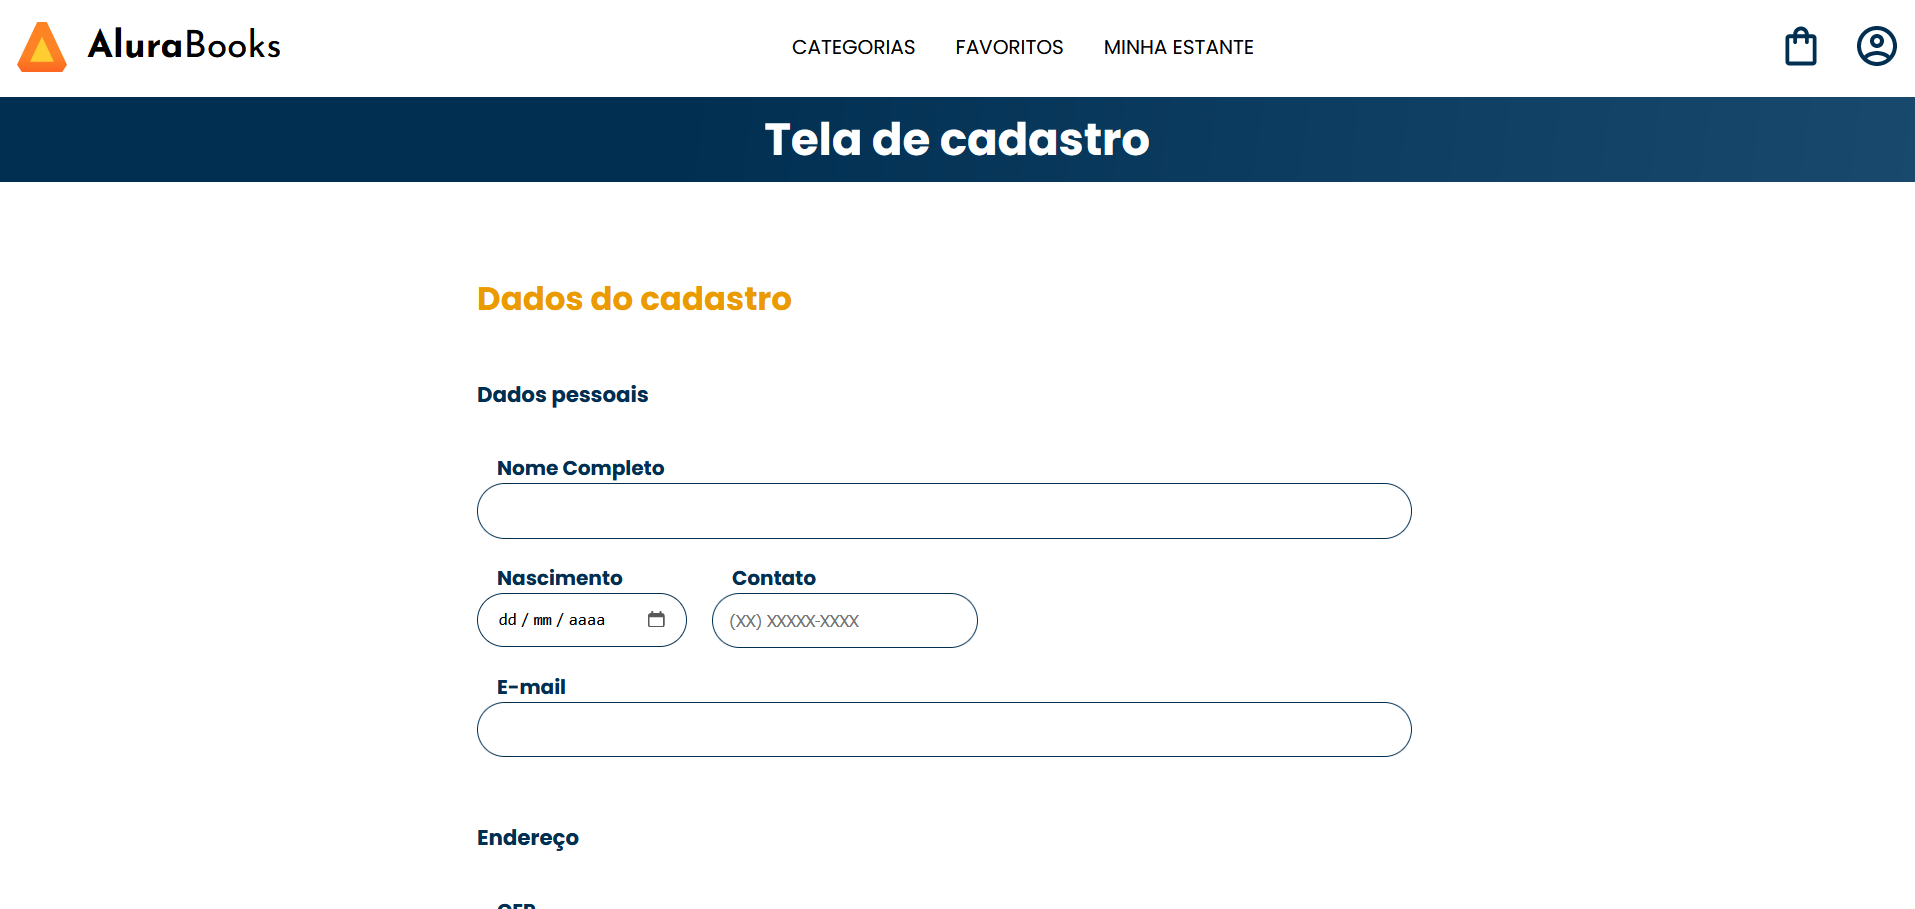 AluraBooks
CATEGORIAS FAVORITOS MINHA ESTANTE
Tela de cadastro
Dados do cadastro
Dados pessoais
Nome Completo
Nascimento Contato
dd/mm/aaaa (XX) XXXXX-XXXX
E-mail
Endereço
CEP